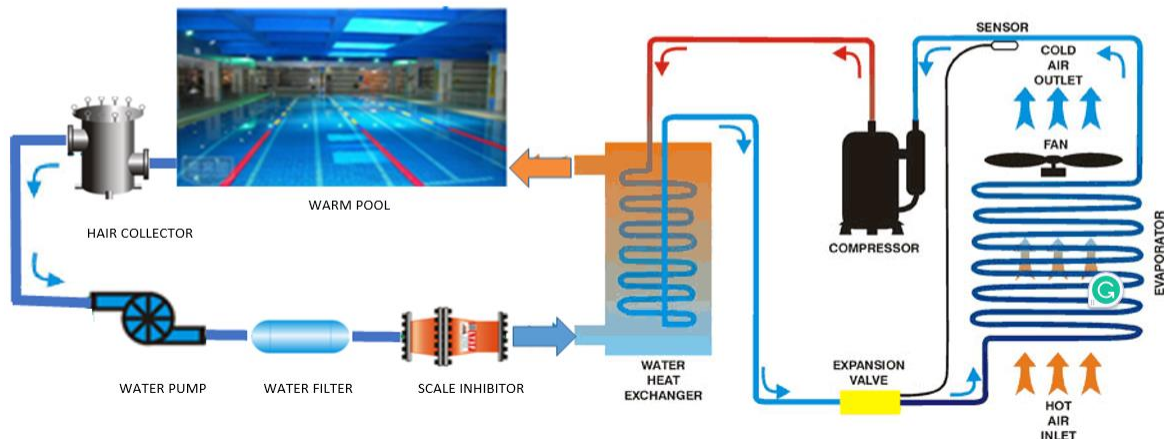 SENSOR
COLD
AIR
OUTLET
FAN
WARM POOL
HAIR COLLECTOR
COMPRESSOR
EVAPORATOR
WATER PUMP
WATER FILTER
SCALE INHIBITOR
WATER
HEAT
EXCHANGER
EXPANSION
VALVE
HOT
AIR
INLET
G